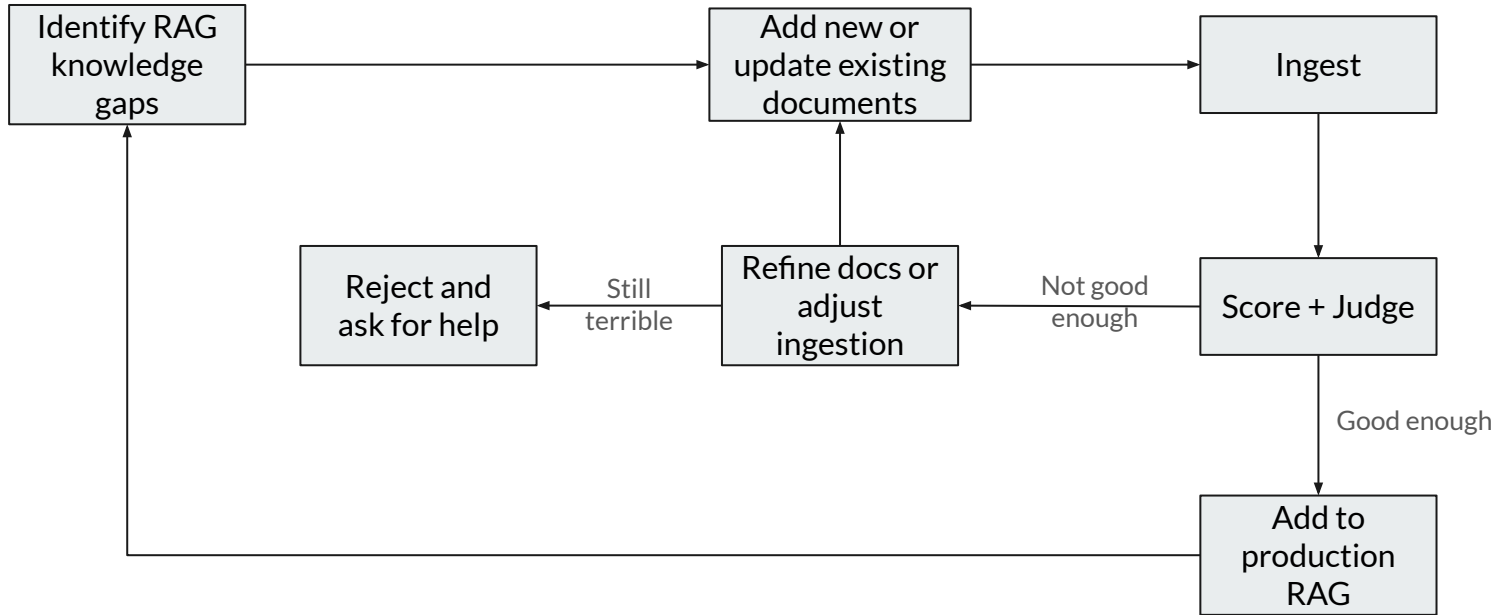 Identify RAG
knowledge
gaps
Add new or
update existing
documents
Ingest
Reject and
ask for help
Still
terrible
Refine docs or
adjust
ingestion
Not good
enough
Score + Judge
Good enough
Add to
production
RAG